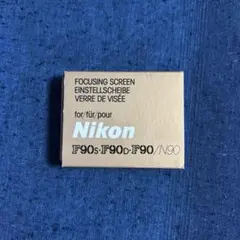 FOCUSING SCREEN
EINSTELLSCHEIBE
VERRE DE VISÉE
for/für/pour
Nikon
F90s·F90D·F90/N90